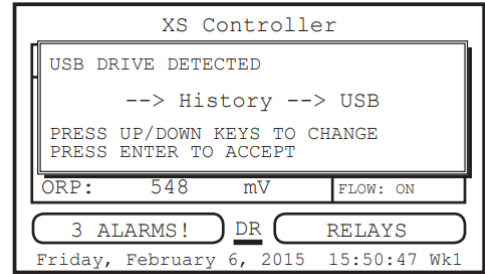 XS Controller
USB DRIVE DETECTED
--> History --> USB
PRESS UP/DOWN KEYS TO CHANGE
PRESS ENTER TO ACCEPT
ORP: 548 mV FLOW: ON
3 ALARMS! DR RELAYS
Friday, February 6, 2015 15:50:47 Wk1